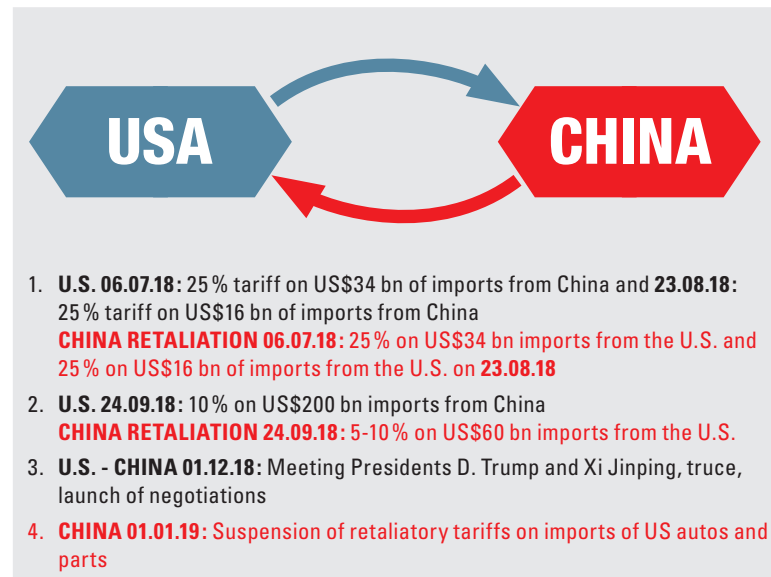 USA
CHINA
1. U.S. 06.07.18: 25% tariff on US$34 bn of imports from China and 23.08.18:
25% tariff on US$16 bn of imports from China
CHINA RETALIATION 06.07.18: 25% on US$34 bn imports from the U.S. and
25% on US$16 bn of imports from the U.S. on 23.08.18
2. U.S. 24.09.18: 10% on US$200 bn imports from China
CHINA RETALIATION 24.09.18: 5-10% on US$60 bn imports from the U.S.
3. U.S. - CHINA 01.12.18: Meeting Presidents D. Trump and Xi Jinping, truce,
launch of negotiations
4. CHINA 01.01.19: Suspension of retaliatory tariffs on imports of US autos and
parts